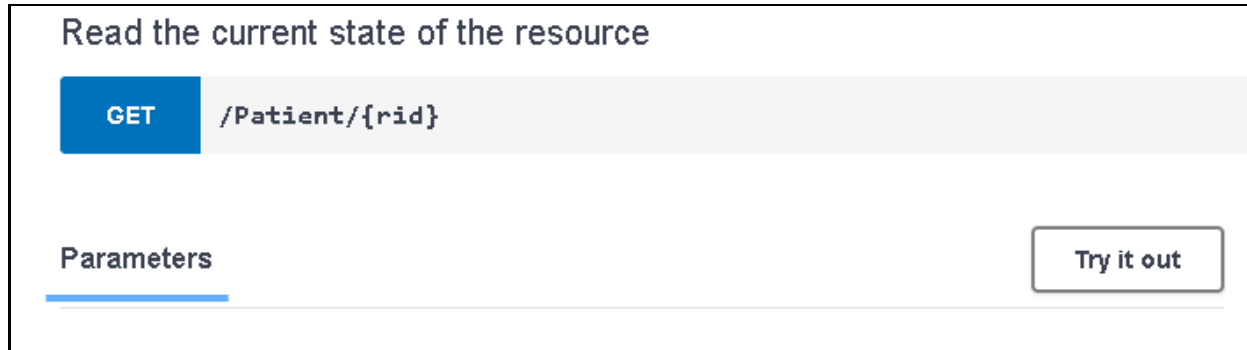 Read the current state of the resource
GET /Patient/{rid}
Parameters Try it out